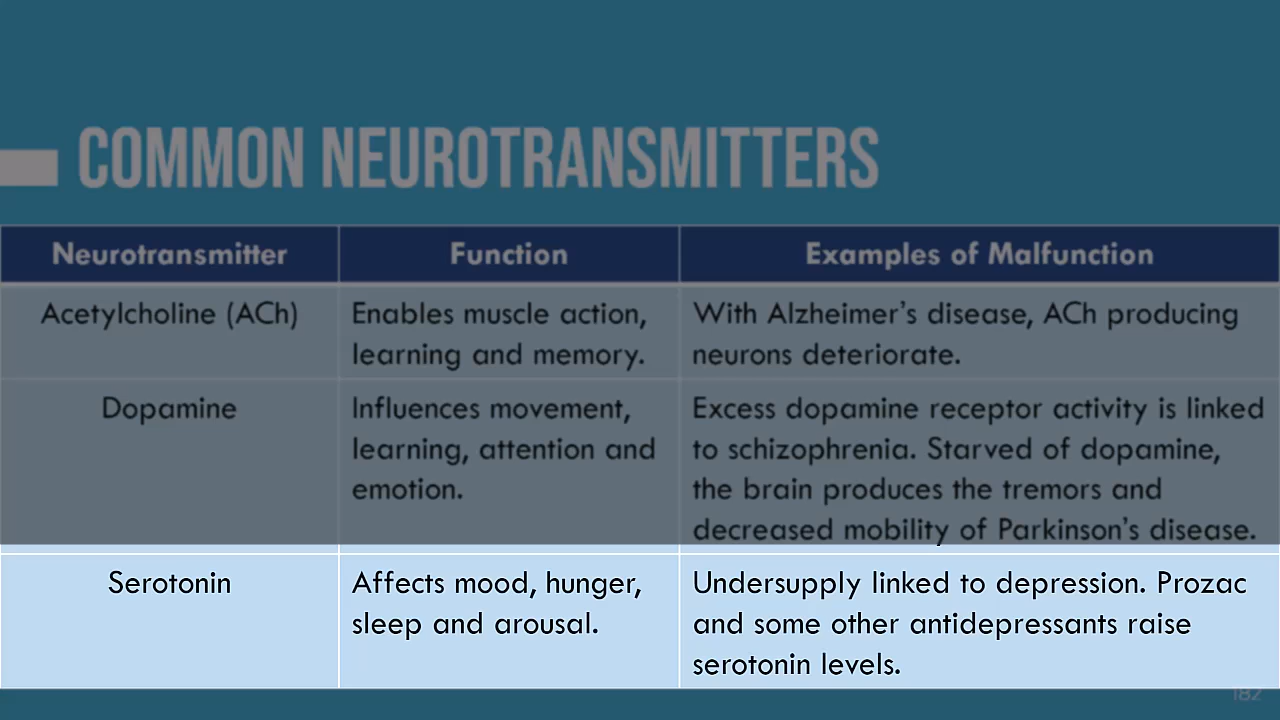 COMMON NEUROTRANSMITTERS
Neurotransmitter Function Examples of Malfunction
Acetylcholine (ACh)
Enables muscle action,
learning and memory.
With Alzheimer’s disease, ACh producing
neurons deteriorate.
Dopamine
Influences movement,
learning, attention and
emotion.
Excess dopamine receptor activity is linked
to schizophrenia. Starved of dopamine,
the brain produces the tremors and
decreased mobility of Parkinson’s disease.
Serotonin
Affects mood, hunger,
sleep and arousal.
Undersupply linked to depression. Prozac
and some other antidepressants raise
serotonin levels.
182